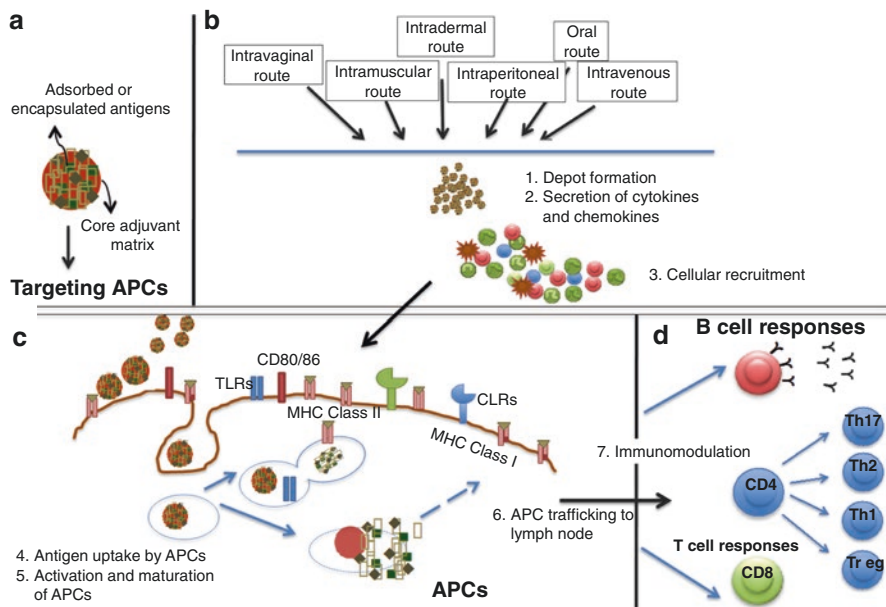 a
Adsorbed or
encapsulated antigens
Core adjuvant
matrix
Targeting APCs
b
Intravaginal
route
Intramuscular
route
Intradermal
route
Intraperitoneal
route
Oral
route
Intravenous
route
1. Depot formation
2. Secretion of cytokines
and chemokines
3. Cellular recruitment
c
CD80/86
TLRs
MHC Class II
CLRs
MHC Class I
4. Antigen uptake by APCs
5. Activation and maturation
of APCs
APCs
6. APC trafficking to
lymph node
d
B cell responses
7. Immunomodulation
CD4
Th17
Th2
Th1
Tr eg
T cell responses
CD8